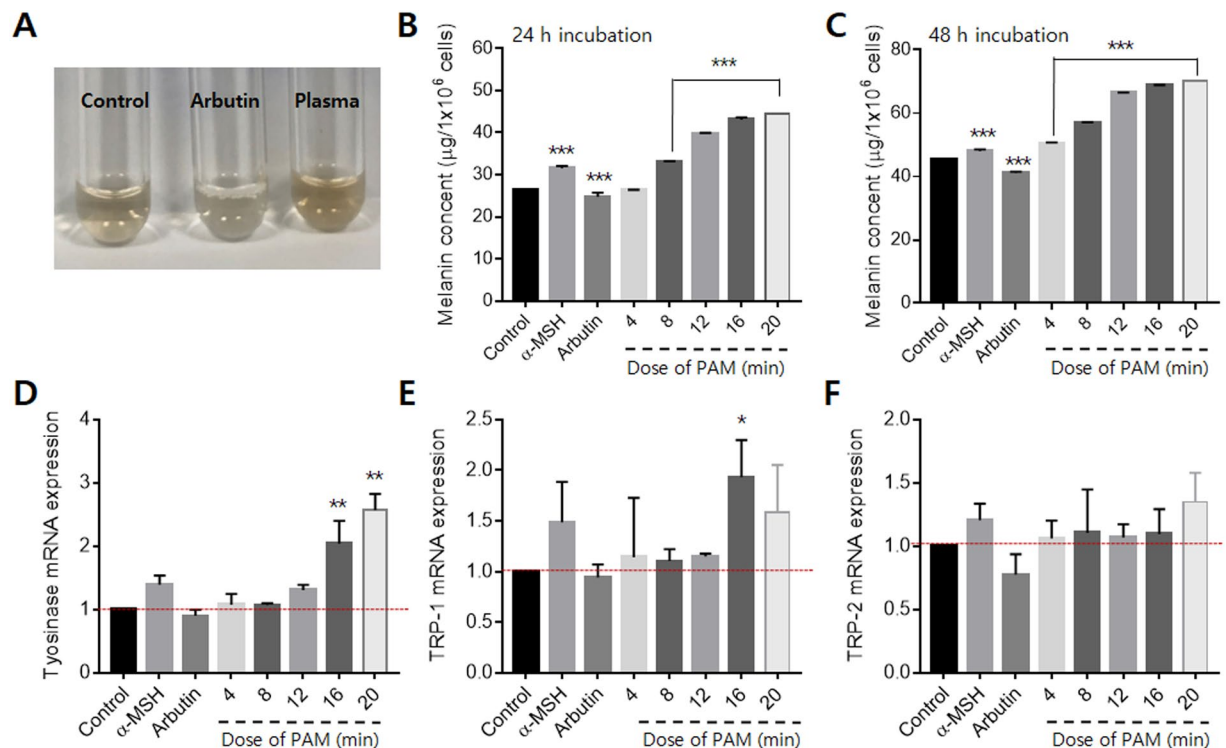 A
Control Arbutin Plasma
B
24 h incubation
Melanin concent (µg/1x10⁶ cells)
60
50
40
30
20
10
0
***
***
***
Control
α-MSH
Arbutin
4
8
12
16
20
Dose of PAM (min)
C
48 h incubation
Melanin concent (µg/1x10⁶ cells)
80
60
40
20
0
***
***
***
Control
α-MSH
Arbutin
4
8
12
16
20
Dose of PAM (min)
D
Tyosinase mRNA expression
4
3
2
1
0
**
**
Control
α-MSH
Arbutin
4
8
12
16
20
Dose of PAM (min)
E
TRP-1 mRNA expression
2.5
2.0
1.5
1.0
0.5
0.0
*
Control
α-MSH
Arbutin
4
8
12
16
20
Dose of PAM (min)
F
TRP-2 mRNA expression
2.0
1.5
1.0
0.5
0.0
Control
α-MSH
Arbutin
4
8
12
16
20
Dose of PAM (min)